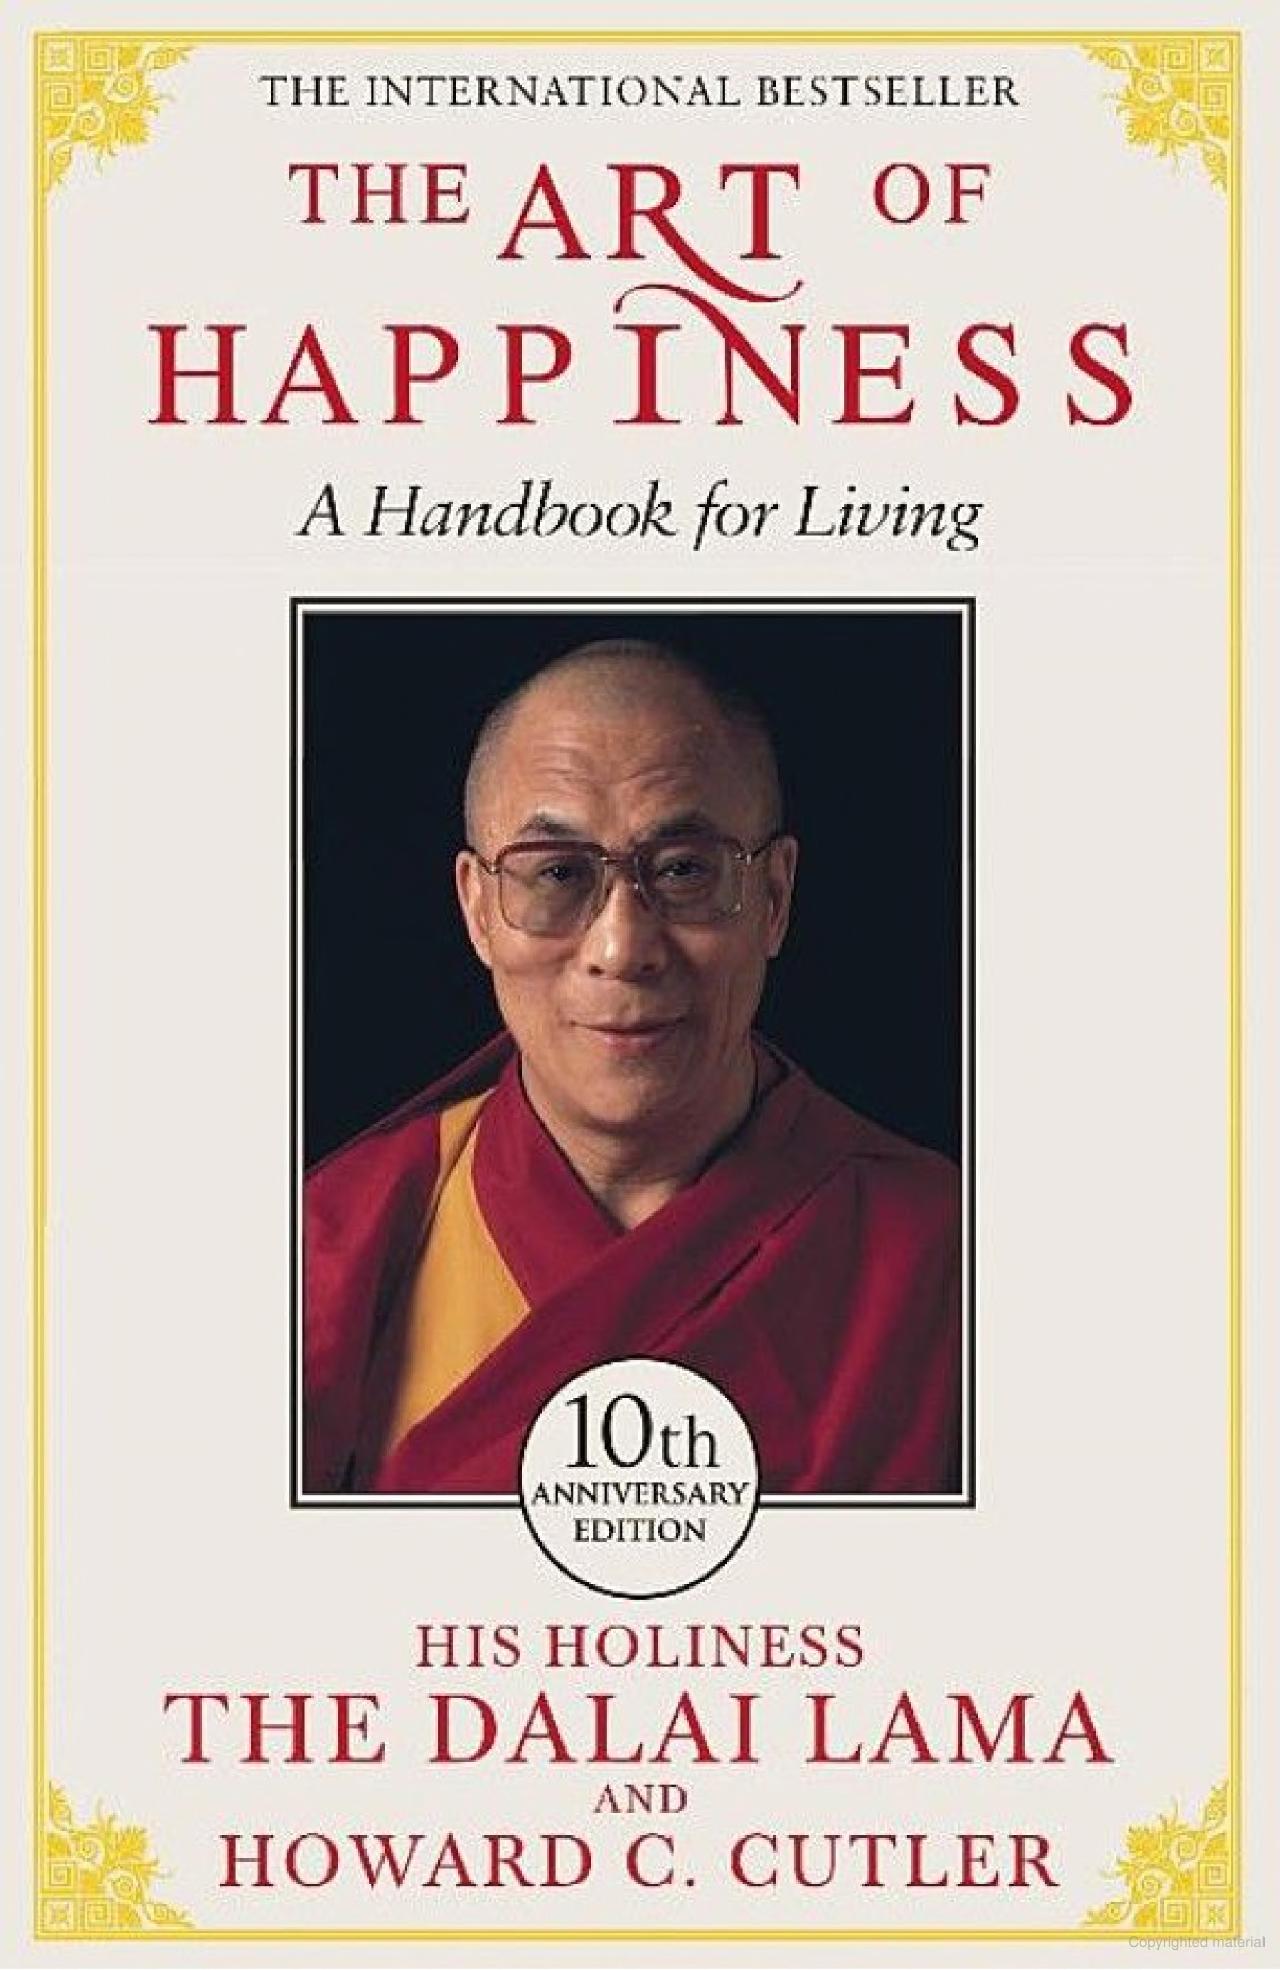 THE INTERNATIONAL BESTSELLER
THE ART OF
HAPPINESS
A Handbook for Living
10th
ANNIVERSARY
EDITION
HIS HOLINESS
THE DALAI LAMA
AND
HOWARD C. CUTLER
Copyrighted material